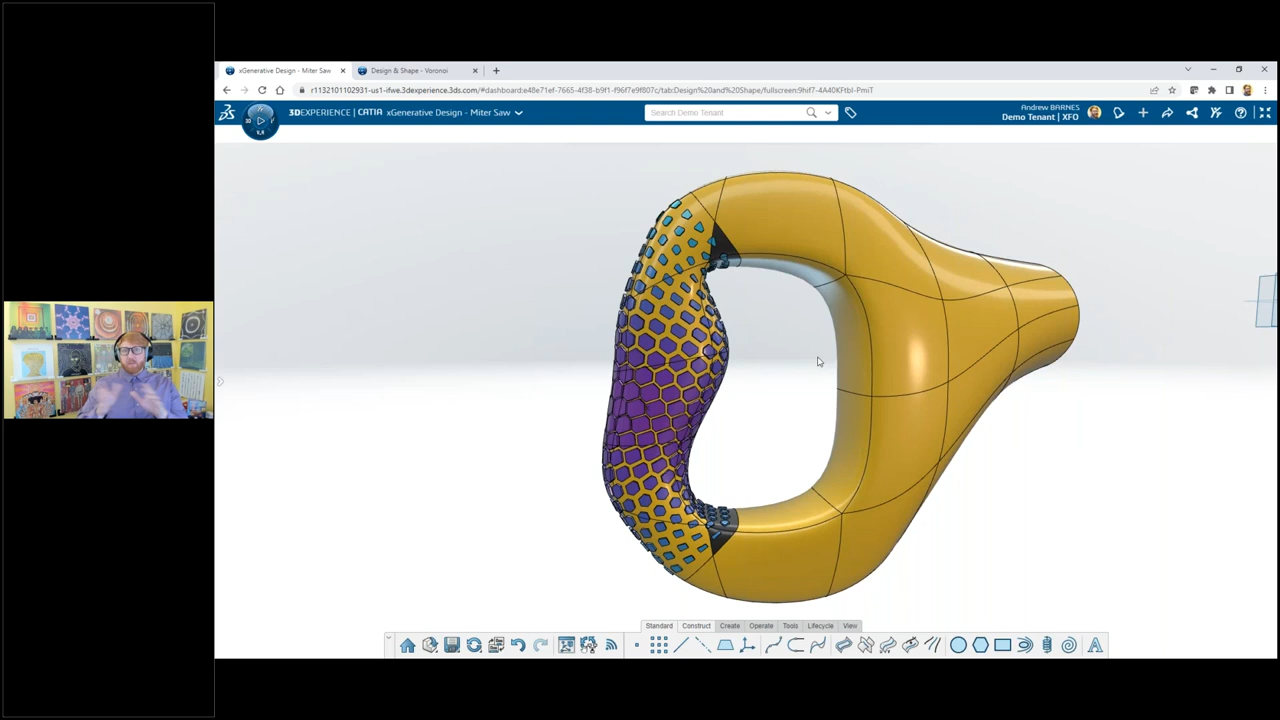 xGenerative Design - Miter Saw
Design & Shape - Voronoi
r1132101102931-us1-ifwe.3dexperience.3ds.com/#dashboard:e48e71ef-7665-4f38-b9f1-f96f7e9f807c/tab:Design%20and%20Shape/fullscreen:9hif7-4A40KFtbI-PmiT
3DEXPERIENCE | CATIA xGenerative Design - Miter Saw
Search Demo Tenant
Andrew BARNES
Demo Tenant | XFO
3D
V.R
Standard Construct Create Operate Tools Lifecycle View
A